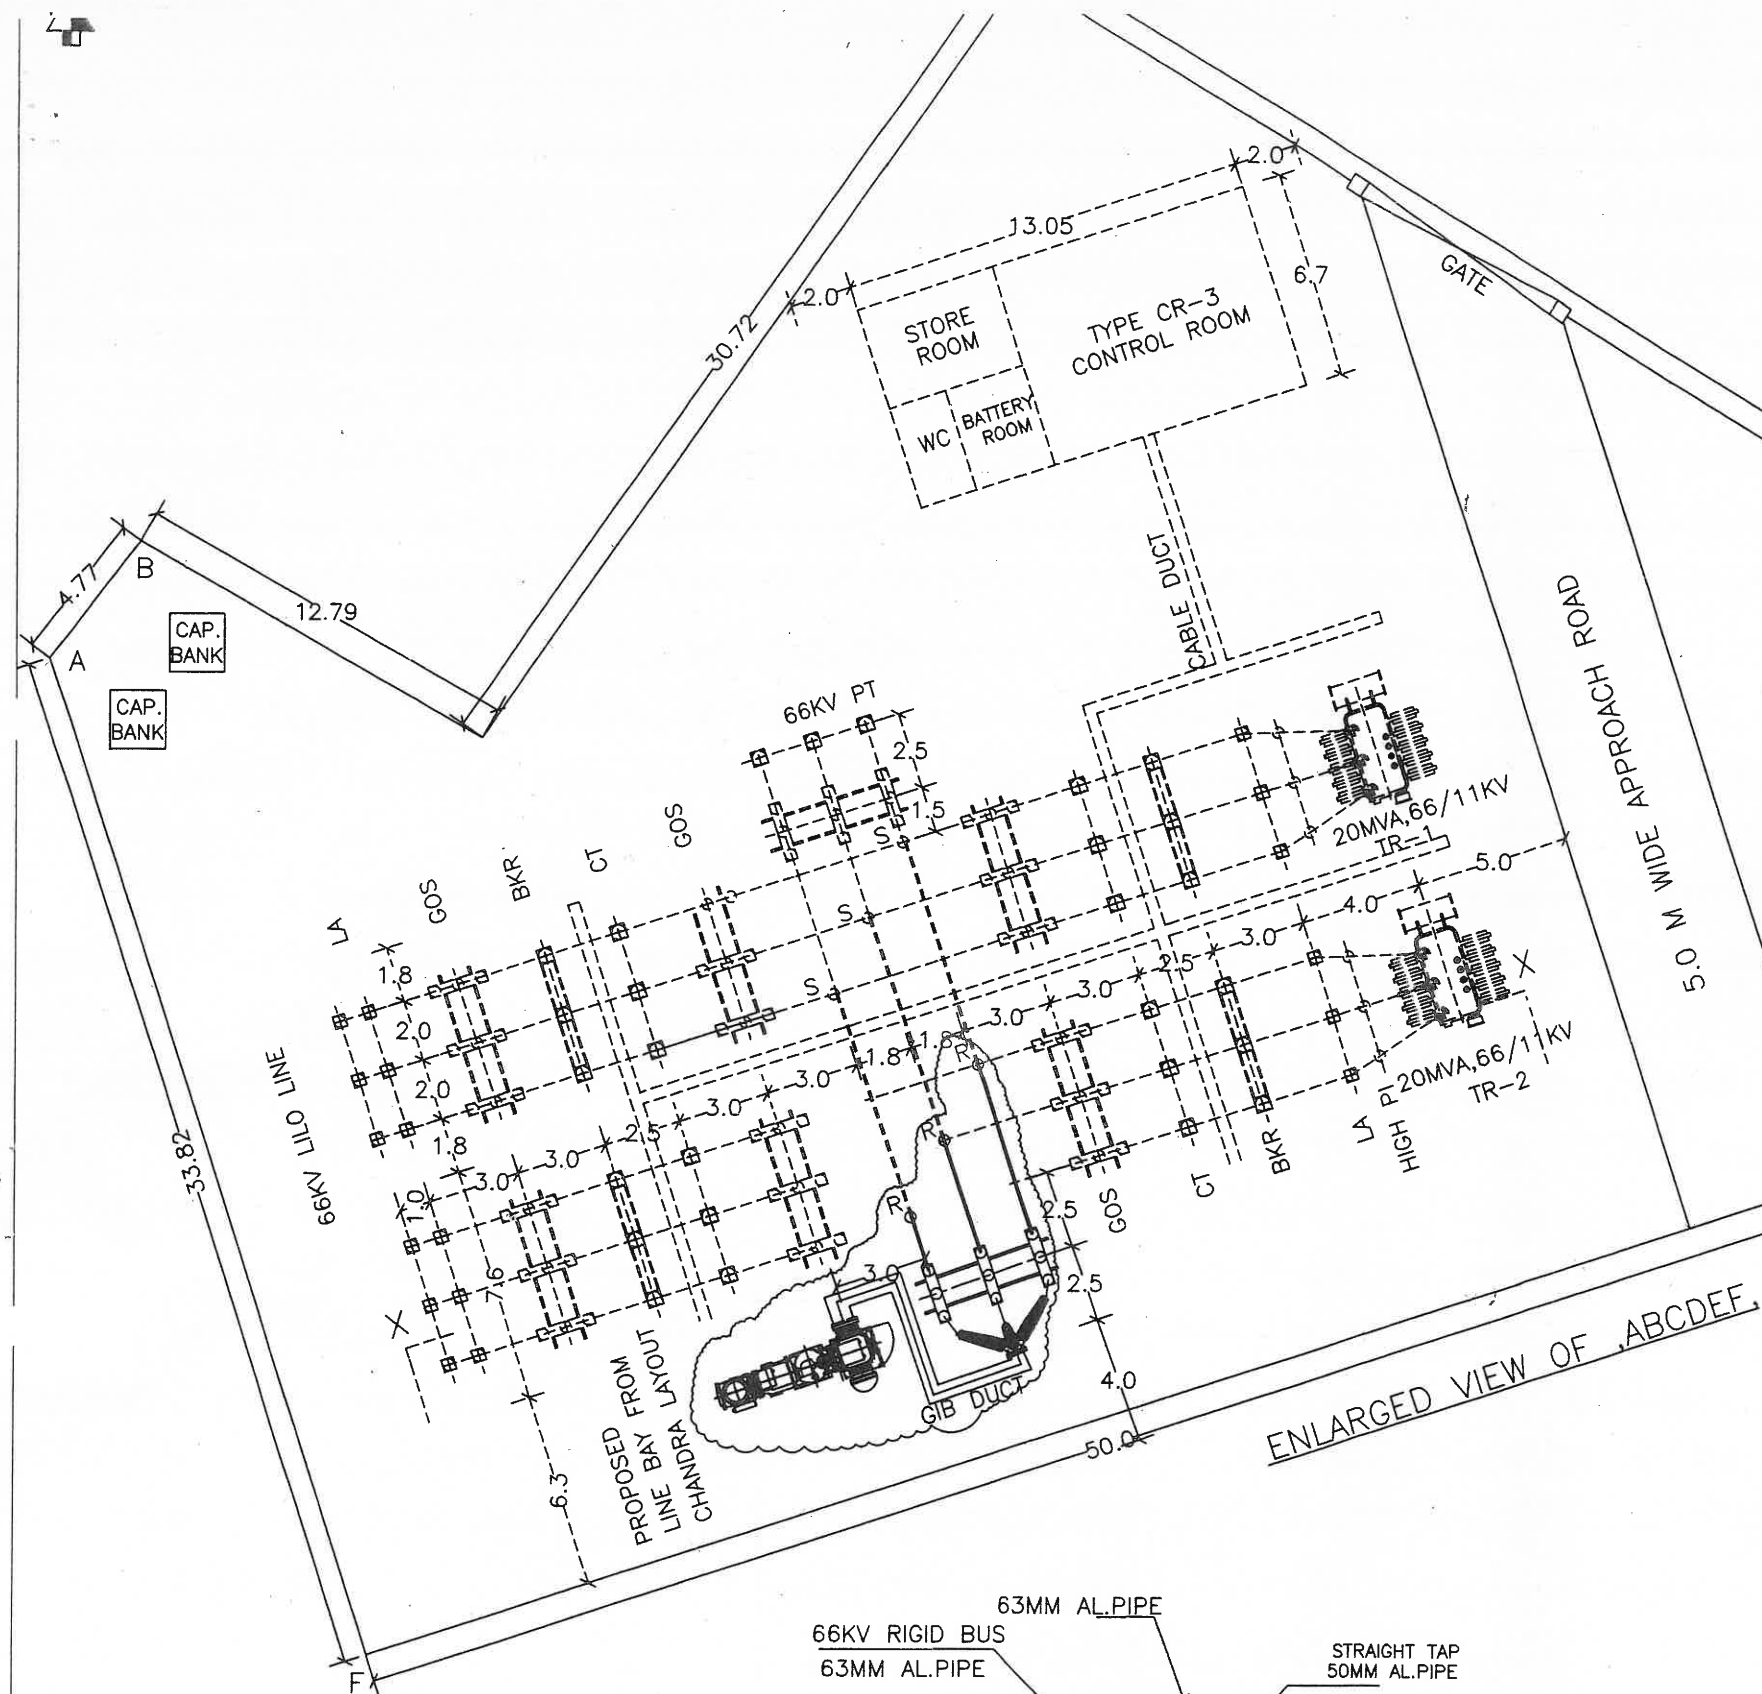 2.0
13.05
2.0
6.7
GATE
STORE
ROOM
TYPE CR-3
CONTROL ROOM
WC
BATTERY
ROOM
30.72
4.77
B
A
12.79
CAP.
BANK
CAP.
BANK
CABLE DUCT
5.0 M WIDE APPROACH ROAD
66KV PT
2.5
1.5
20MVA,66/11KV
TR-1
LA
GOS
BKR
CT
GOS
S
S
S
1.8
2.0
2.0
1.8
66KV LILO LINE
33.82
5.0
4.0
3.0
2.5
3.0
3.0
1.8
1.8
3.0
3.0
2.5
3.0
3.0
1.0
7.6
X
X
20MVA,66/11KV
TR-2
R
R
R
HIGH PI
LA
BKR
CT
GOS
2.5
2.5
3.0
4.0
GIB DUCT
50.0
6.3
PROPOSED FROM
LINE BAY
CHANDRA LAYOUT
ENLARGED VIEW OF ,ABCDEF.
F
63MM AL.PIPE
66KV RIGID BUS
63MM AL.PIPE
STRAIGHT TAP
50MM AL.PIPE